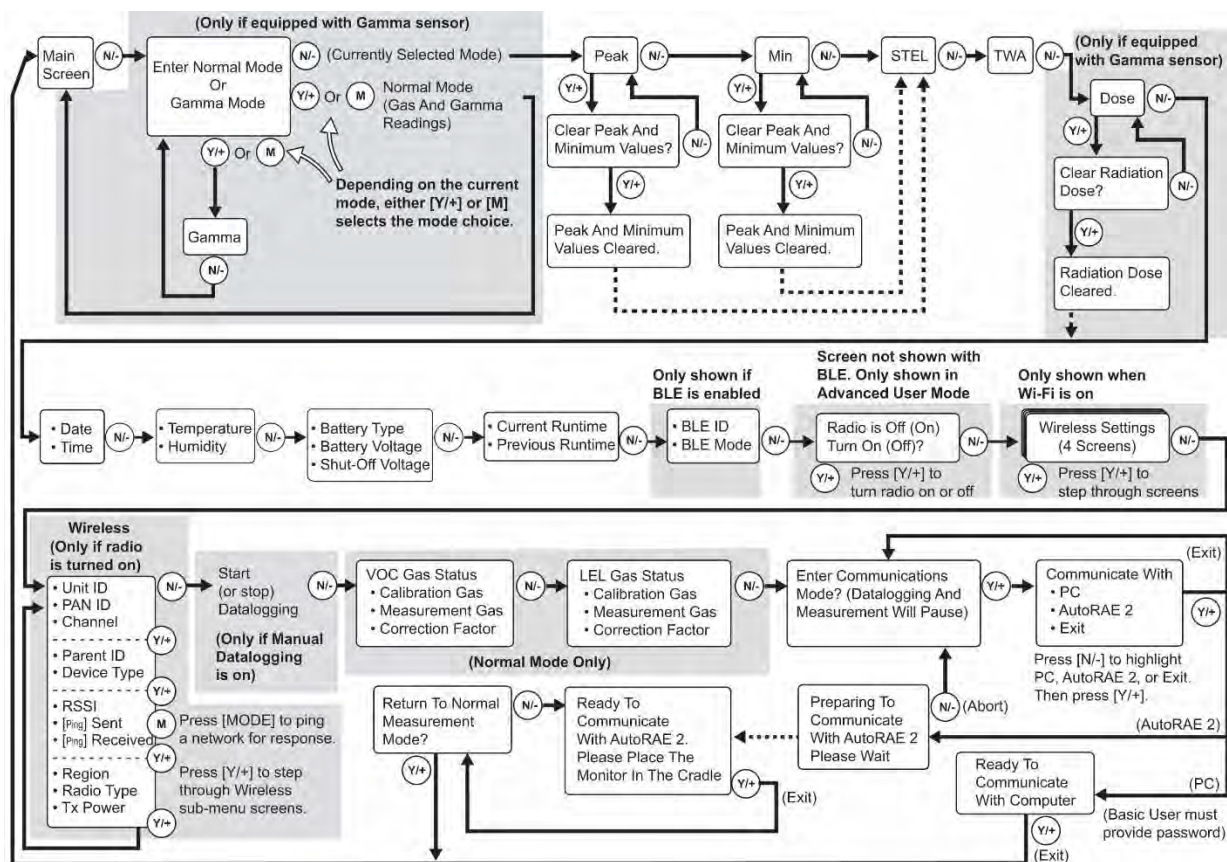 (Only if equipped with Gamma sensor)
Main
Screen
N/-
Enter Normal Mode
Or
Gamma Mode
N/-
(Currently Selected Mode)
Y/+
Or
M
Normal Mode
(Gas And Gamma
Readings)
Y/+
Or
M
Depending on the current
mode, either [Y/+] or [M]
selects the mode choice.
Gamma
N/-
Peak
N/-
Y/+
Clear Peak And
Minimum Values?
N/-
Y/+
Peak And Minimum
Values Cleared.
Min
N/-
Y/+
Clear Peak And
Minimum Values?
N/-
Y/+
Peak And Minimum
Values Cleared.
STEL
N/-
TWA
N/-
(Only if equipped
with Gamma sensor)
Dose
N/-
Y/+
Clear Radiation
Dose?
N/-
Y/+
Radiation Dose
Cleared.
• Date
• Time
N/-
• Temperature
• Humidity
N/-
• Battery Type
• Battery Voltage
• Shut-Off Voltage
N/-
• Current Runtime
• Previous Runtime
N/-
Only shown if
BLE is enabled
• BLE ID
• BLE Mode
N/-
Screen not shown with
BLE. Only shown in
Advanced User Mode
Radio is Off (On)
Turn On (Off)?
N/-
Y/+
Press [Y/+] to
turn radio on or off
Only shown when
Wi-Fi is on
Wireless Settings
(4 Screens)
N/-
Y/+
Press [Y/+] to
step through screens
Wireless
(Only if radio
is turned on)
• Unit ID
• PAN ID
• Channel
N/-
Y/+
• Parent ID
• Device Type
Y/+
• RSSI
• [Ping] Sent
• [Ping] Received
M
Press [MODE] to ping
a network for response.
Y/+
• Region
• Radio Type
• Tx Power
Y/+
Press [Y/+] to step
through Wireless
sub-menu screens.
Start
(or stop)
Datalogging
N/-
(Only if Manual
Datalogging
is on)
VOC Gas Status
• Calibration Gas
• Measurement Gas
• Correction Factor
N/-
LEL Gas Status
• Calibration Gas
• Measurement Gas
• Correction Factor
N/-
(Normal Mode Only)
Enter Communications
Mode? (Datalogging And
Measurement Will Pause)
Y/+
Communicate With
• PC
• AutoRAE 2
• Exit
(Exit)
Y/+
Press [N/-] to highlight
PC, AutoRAE 2, or Exit.
Then press [Y/+].
Return To Normal
Measurement
Mode?
N/-
Y/+
Ready To
Communicate
With AutoRAE 2.
Please Place The
Monitor In The Cradle
Y/+
(Exit)
Preparing To
Communicate
With AutoRAE 2
Please Wait
N/-
(Abort)
(AutoRAE 2)
Ready To
Communicate
With Computer
(PC)
(Basic User must
provide password)
Y/+
(Exit)